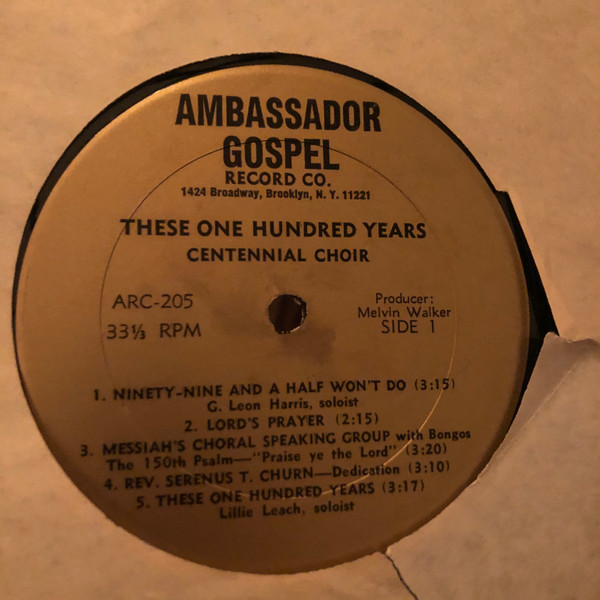 AMBASSADOR
GOSPEL
RECORD CO.
1424 Broadway, Brooklyn, N. Y. 11221
THESE ONE HUNDRED YEARS
CENTENNIAL CHOIR
ARC-205
33⅓ RPM
Producer:
Melvin Walker
SIDE 1
1. NINETY-NINE AND A HALF WON'T DO (3:15)
G. Leon Harris, soloist
2. LORD'S PRAYER (2:15)
3. MESSIAH'S CHORAL SPEAKING GROUP with Bongos
The 150th Psalm—"Praise ye the Lord" (3:20)
4. REV. SERENUS T. CHURN—Dedication (3:10)
5. THESE ONE HUNDRED YEARS (3:17)
Lillie Leach, soloist